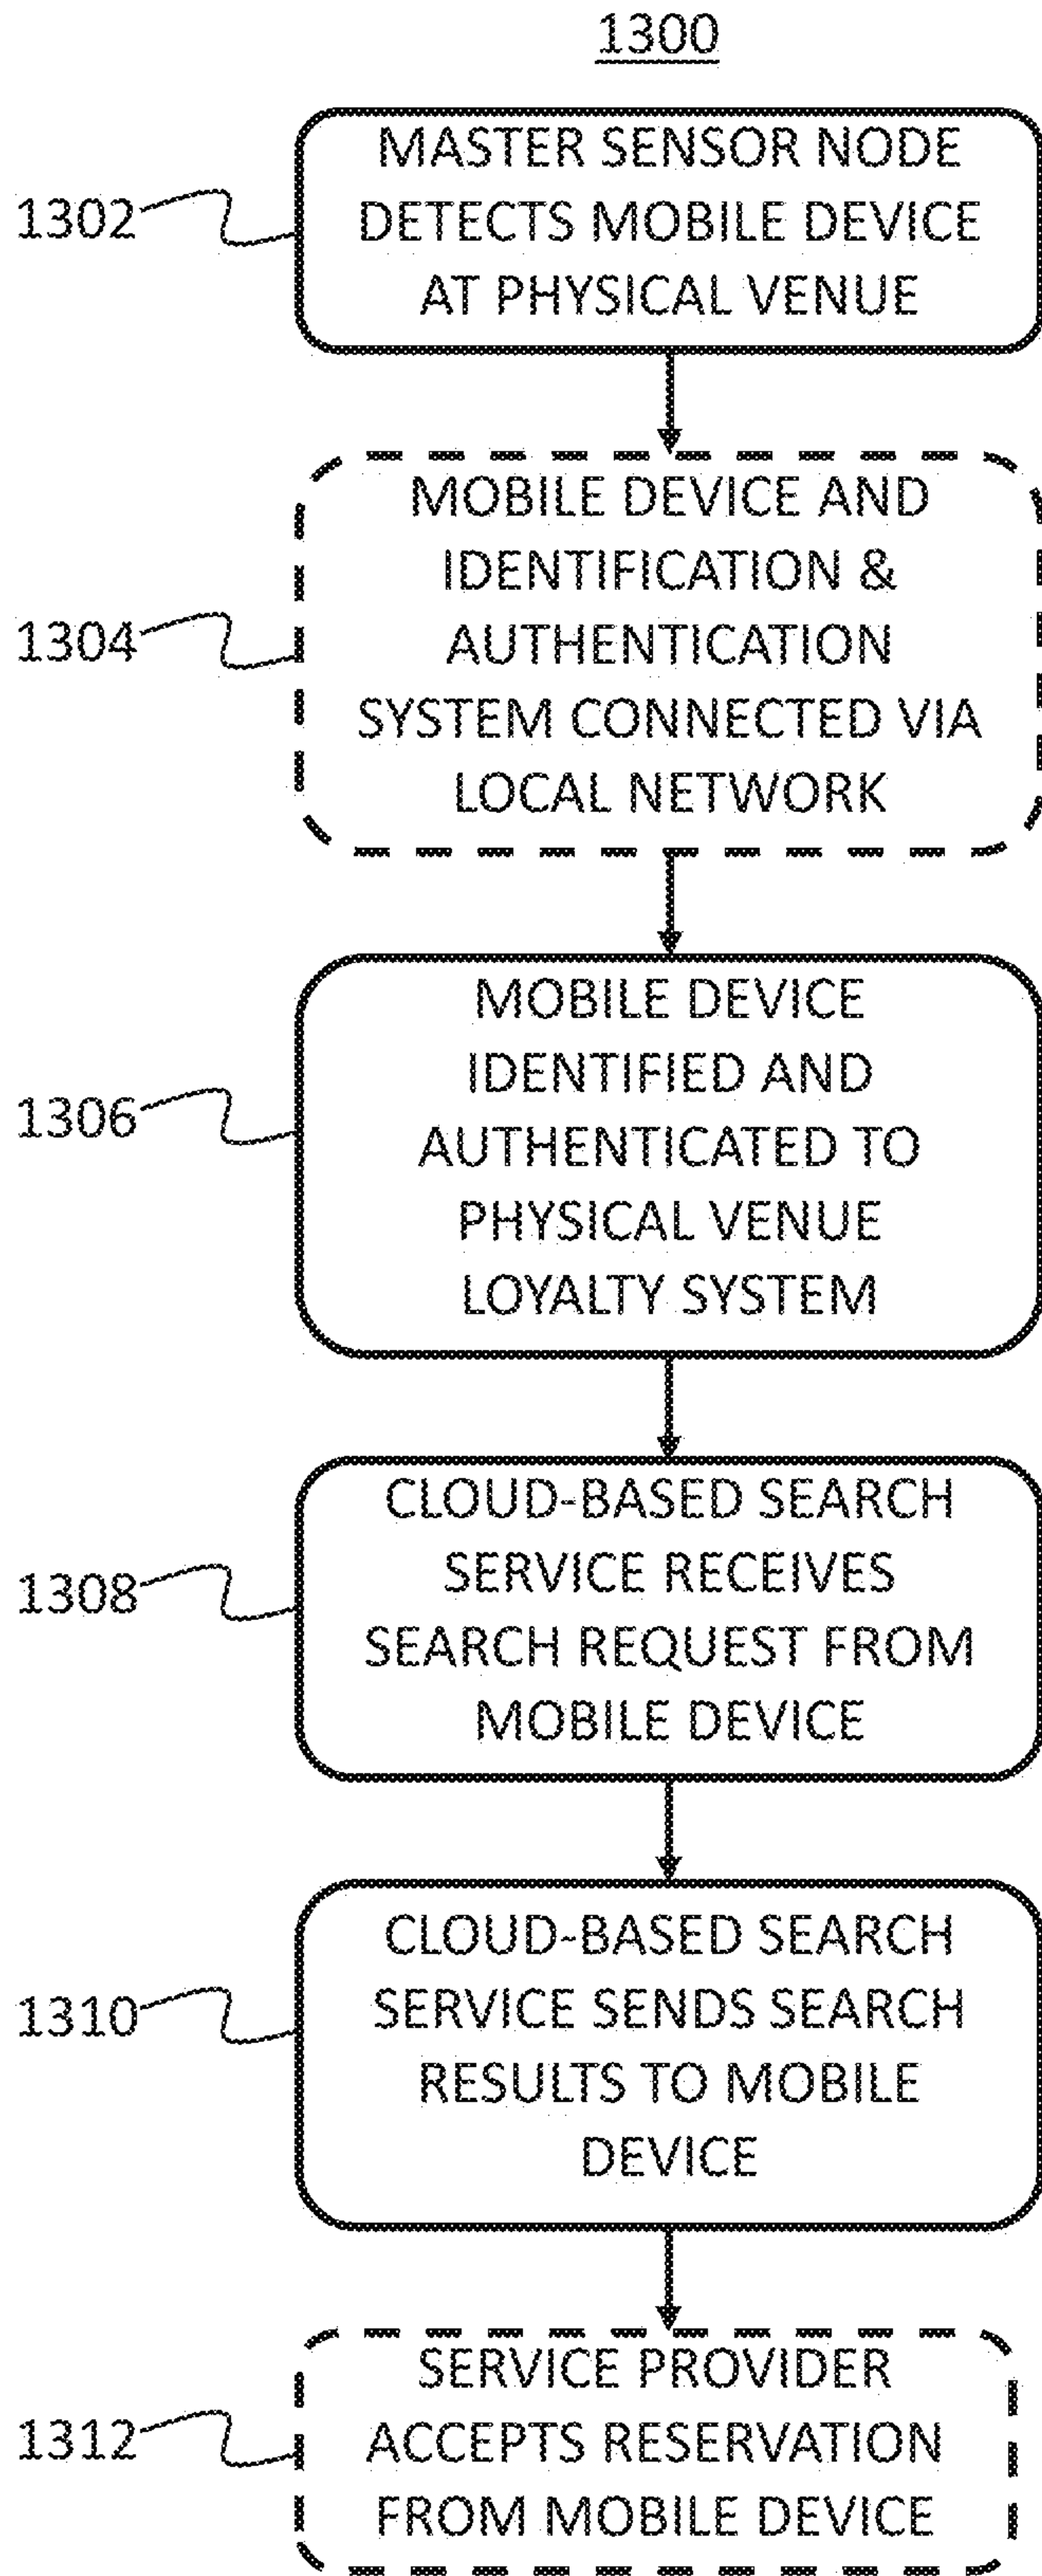 1300
MASTER SENSOR NODE
DETECTS MOBILE DEVICE
AT PHYSICAL VENUE
1302
MOBILE DEVICE AND
IDENTIFICATION &
AUTHENTICATION
SYSTEM CONNECTED VIA
LOCAL NETWORK
1304
MOBILE DEVICE
IDENTIFIED AND
AUTHENTICATED TO
PHYSICAL VENUE
LOYALTY SYSTEM
1306
CLOUD-BASED SEARCH
SERVICE RECEIVES
SEARCH REQUEST FROM
MOBILE DEVICE
1308
CLOUD-BASED SEARCH
SERVICE SENDS SEARCH
RESULTS TO MOBILE
DEVICE
1310
SERVICE PROVIDER
ACCEPTS RESERVATION
FROM MOBILE DEVICE
1312